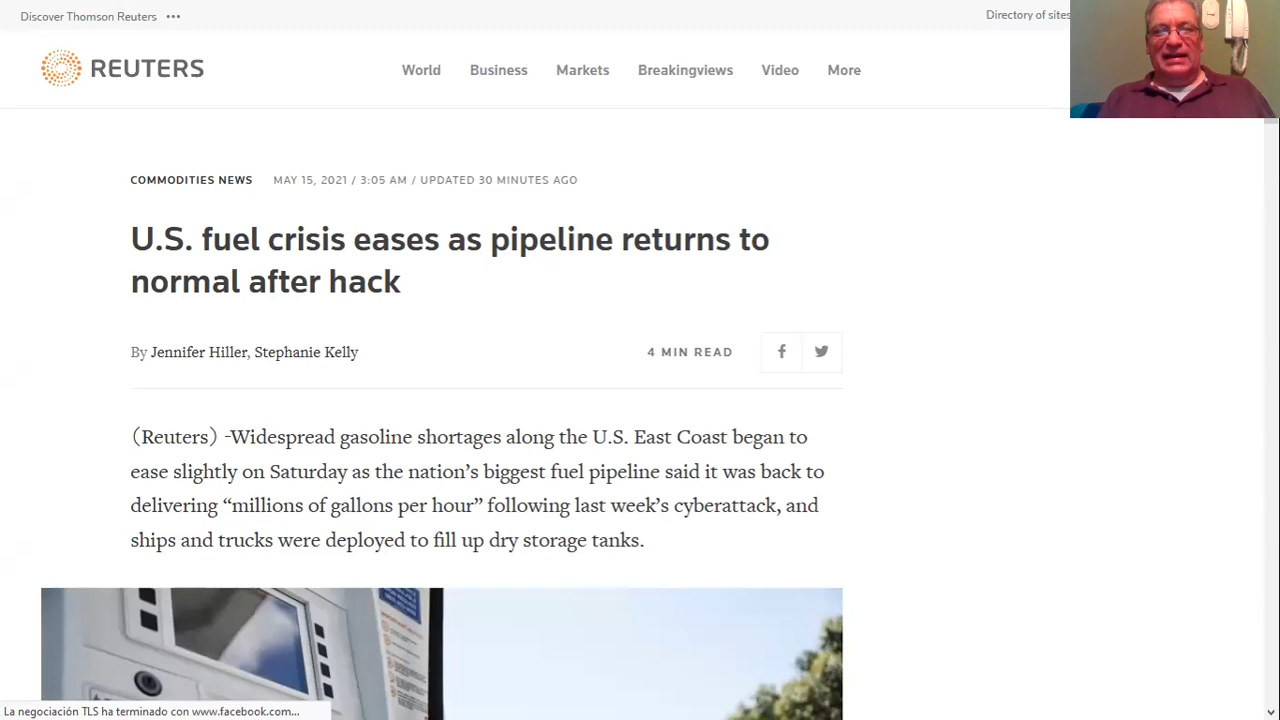 Discover Thomson Reuters •••
Directory of sites
REUTERS
World Business Markets Breakingviews Video More
COMMODITIES NEWS MAY 15, 2021 / 3:05 AM / UPDATED 30 MINUTES AGO
U.S. fuel crisis eases as pipeline returns to
normal after hack
By Jennifer Hiller, Stephanie Kelly
4 MIN READ
(Reuters) -Widespread gasoline shortages along the U.S. East Coast began to
ease slightly on Saturday as the nation’s biggest fuel pipeline said it was back to
delivering “millions of gallons per hour” following last week’s cyberattack, and
ships and trucks were deployed to fill up dry storage tanks.
La negociación TLS ha terminado con www.facebook.com...